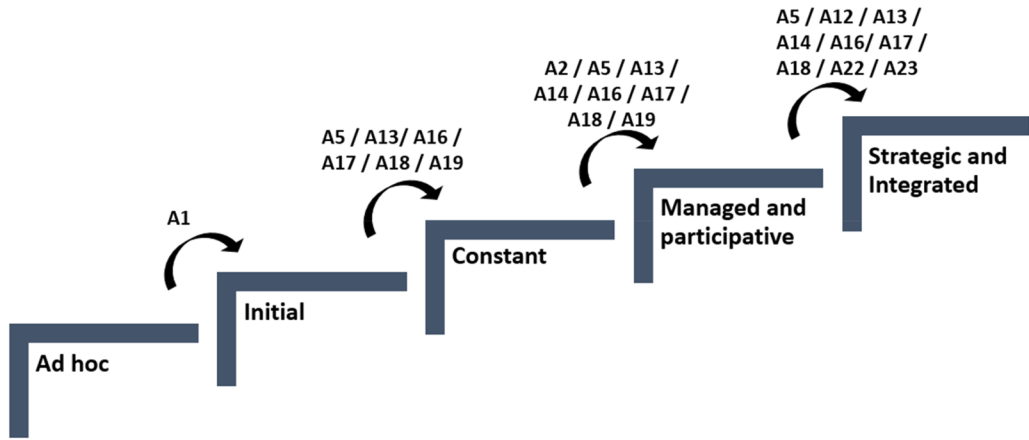 A5 / A12 / A13 /
A14 / A16/ A17 /
A18 / A22 / A23
A2 / A5 / A13 /
A14 / A16 / A17 /
A18 / A19
A5 / A13/ A16 /
A17 / A18 / A19
A1
Strategic and
Integrated
Managed and
participative
Constant
Initial
Ad hoc